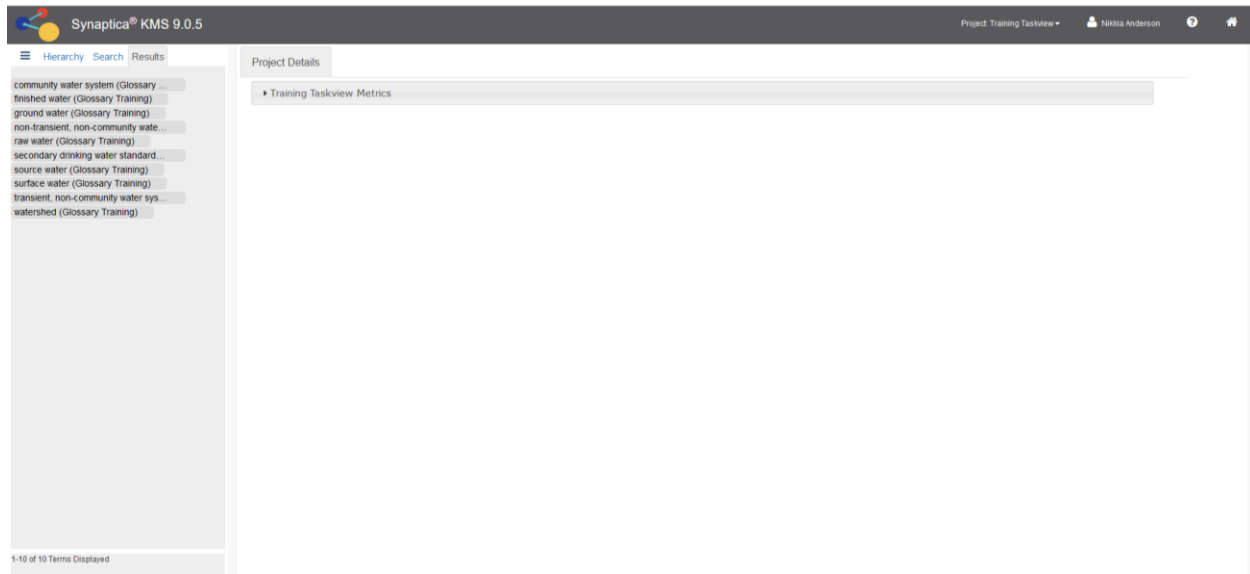 Synaptica® KMS 9.0.5
Project: Training Taskview
Nikkia Anderson
Hierarchy Search Results
community water system (Glossary ...
finished water (Glossary Training)
ground water (Glossary Training)
non-transient, non-community wate...
raw water (Glossary Training)
secondary drinking water standard...
source water (Glossary Training)
surface water (Glossary Training)
transient, non-community water sys...
watershed (Glossary Training)
1-10 of 10 Terms Displayed
Project Details
Training Taskview Metrics